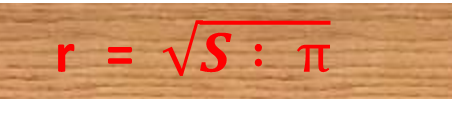 r = √S : π